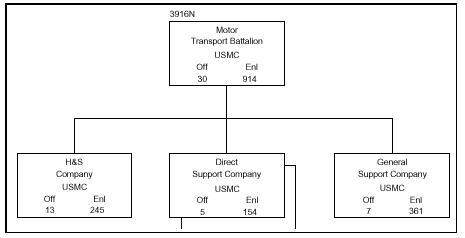 3916N
Motor
Transport Battalion
USMC
Off Enl
30 914
H&S
Company
USMC
Off Enl
13 245
Direct
Support Company
USMC
Off Enl
5 154
General
Support Company
USMC
Off Enl
7 361